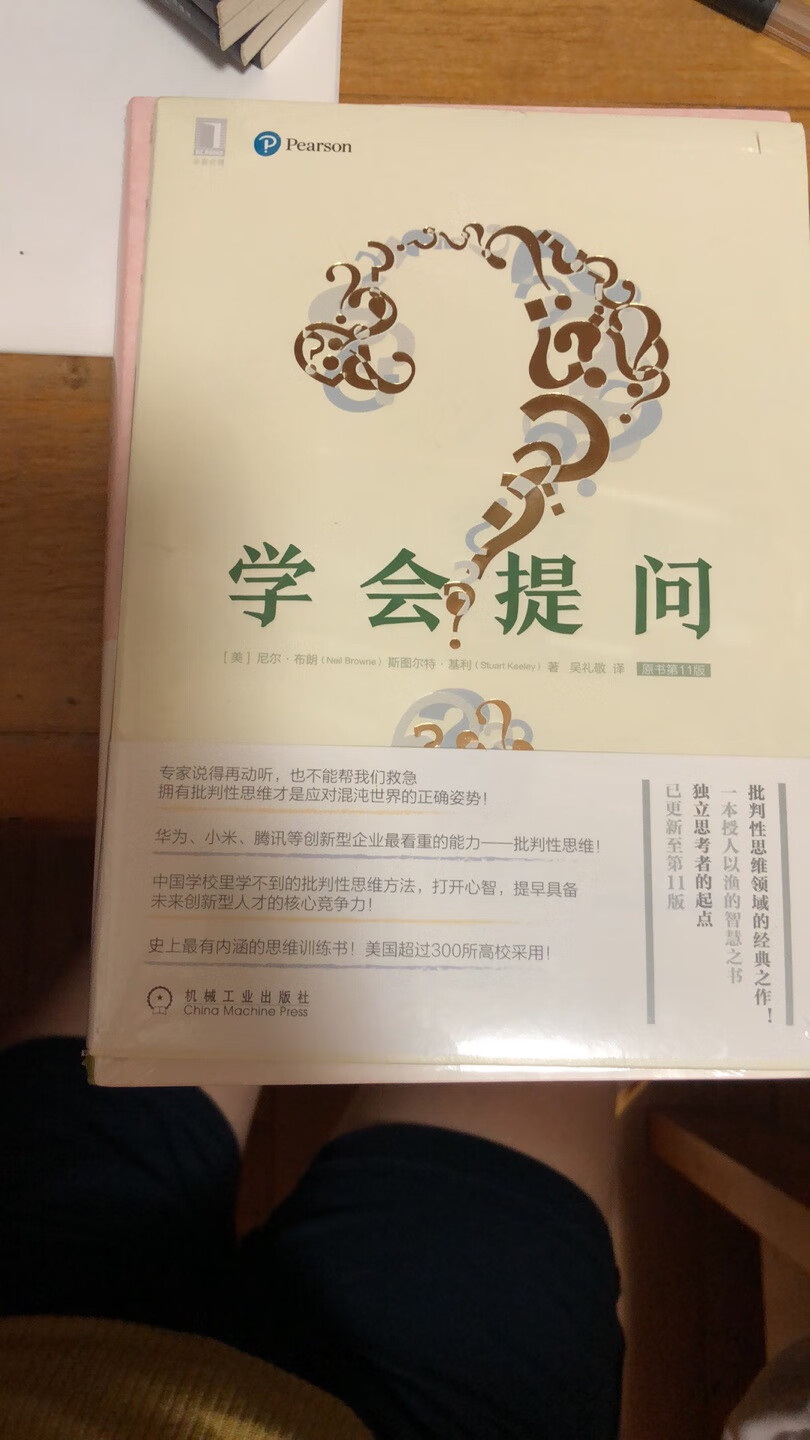 Pearson
学会提问
[美] 尼尔·布朗（Neil Browne） 斯图尔特·基利（Stuart Keeley）著 吴礼敬 译 原书第11版
专家说得再动听，也不能帮我们救急
拥有批判性思维才是应对混沌世界的正确姿势！
华为、小米、腾讯等创新型企业最看重的能力——批判性思维！
中国学校里学不到的批判性思维方法，打开心智，提早具备
未来创新型人才的核心竞争力！
史上最有内涵的思维训练书！美国超过300所高校采用！
机械工业出版社
China Machine Press
批判性思维领域的经典之作！
一本授人以渔的智慧之书
独立思考者的起点
已更新至第11版